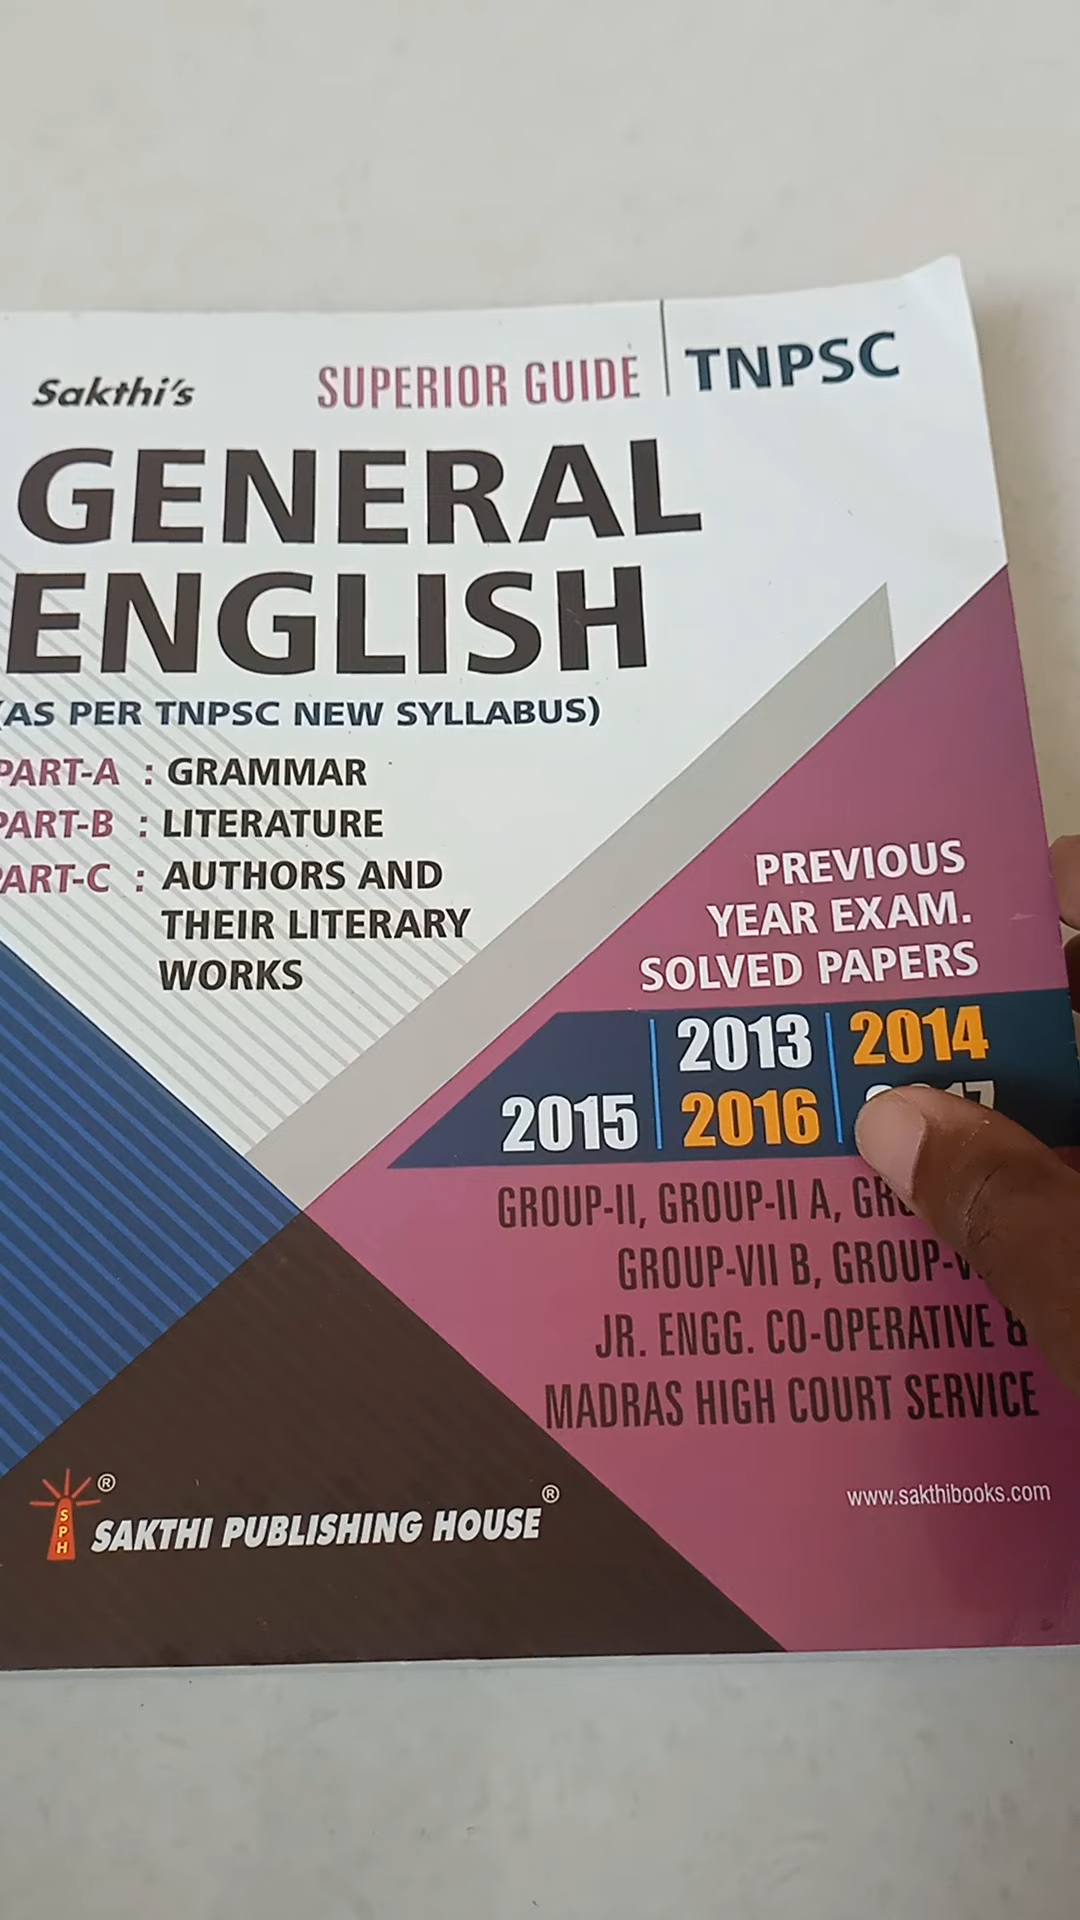 Sakthi's SUPERIOR GUIDE TNPSC
GENERAL
ENGLISH
(AS PER TNPSC NEW SYLLABUS)
PART-A : GRAMMAR
PART-B : LITERATURE
PART-C : AUTHORS AND
THEIR LITERARY
WORKS
PREVIOUS
YEAR EXAM.
SOLVED PAPERS
2013 2014
2015 2016
GROUP-II, GROUP-II A,
GROUP-VII B,
JR. ENGG. CO-OPERATIVE &
MADRAS HIGH COURT SERVICE
www.sakthibooks.com
SPH ® SAKTHI PUBLISHING HOUSE ®